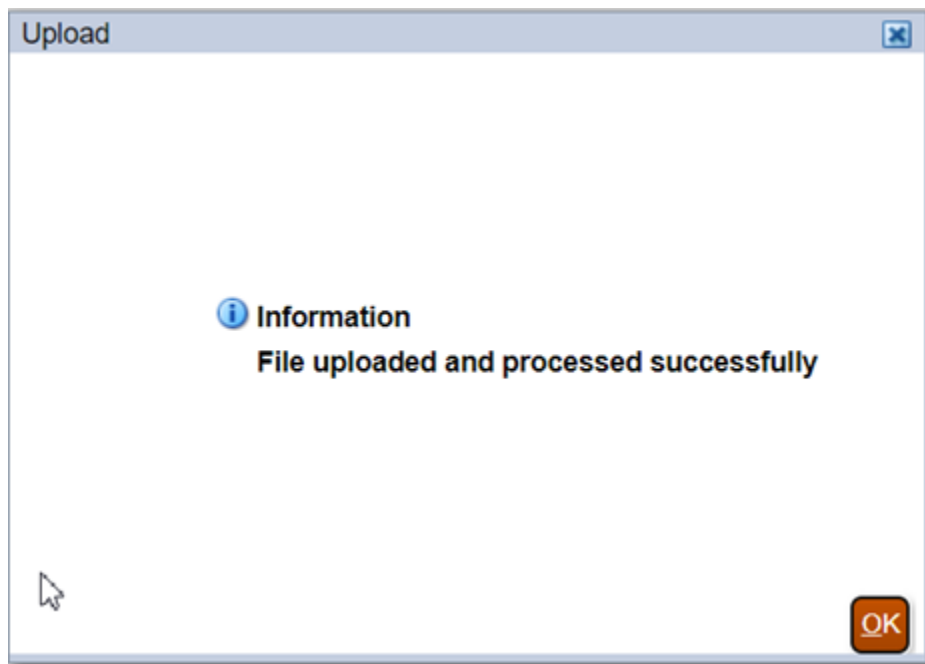 Upload
Information
File uploaded and processed successfully
OK